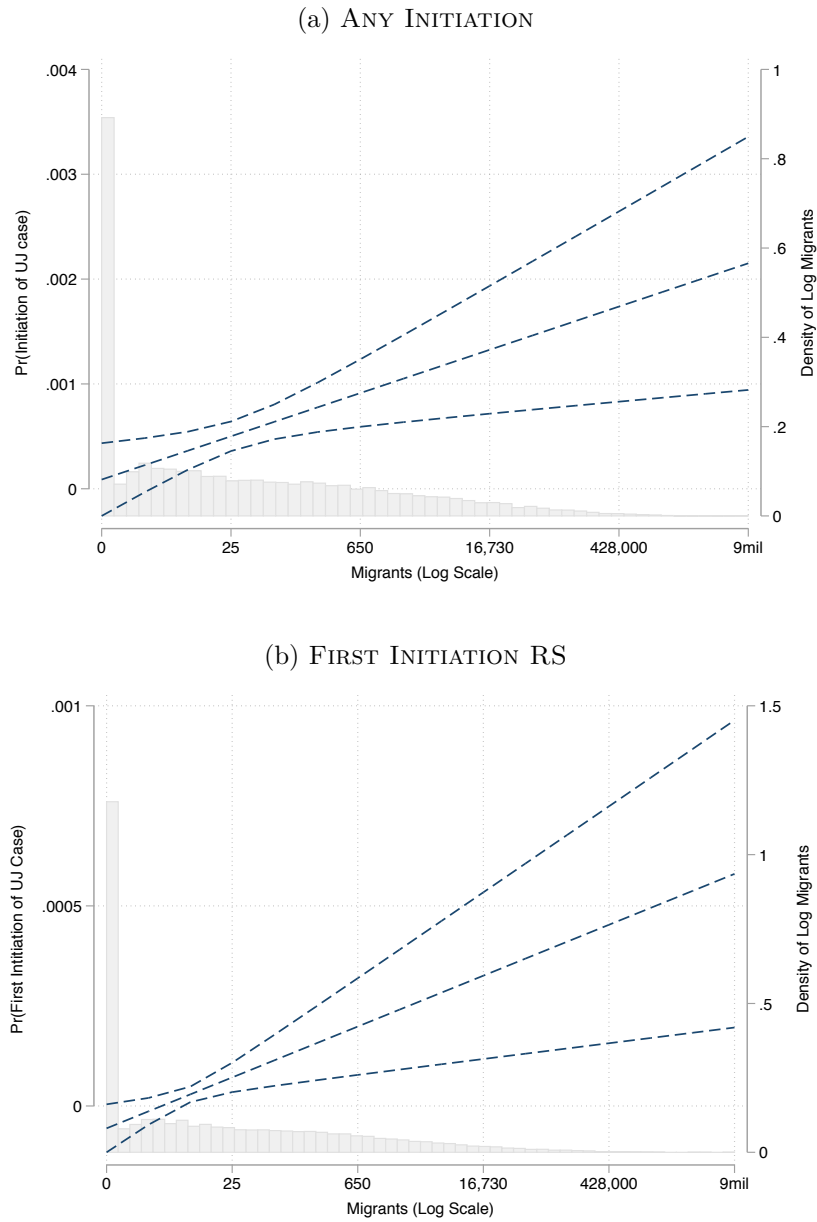 (a) ANY INITIATION
.004
.003
.002
.001
0
Pr(Initiation of UJ case)
1
.8
.6
.4
.2
0
Density of Log Migrants
0 25 650 16,730 428,000 9mil
Migrants (Log Scale)
(b) FIRST INITIATION RS
.001
.0005
0
Pr(First Intitiation of UJ Case)
1.5
1
.5
0
Density of Log Migrants
0 25 650 16,730 428,000 9mil
Migrants (Log Scale)